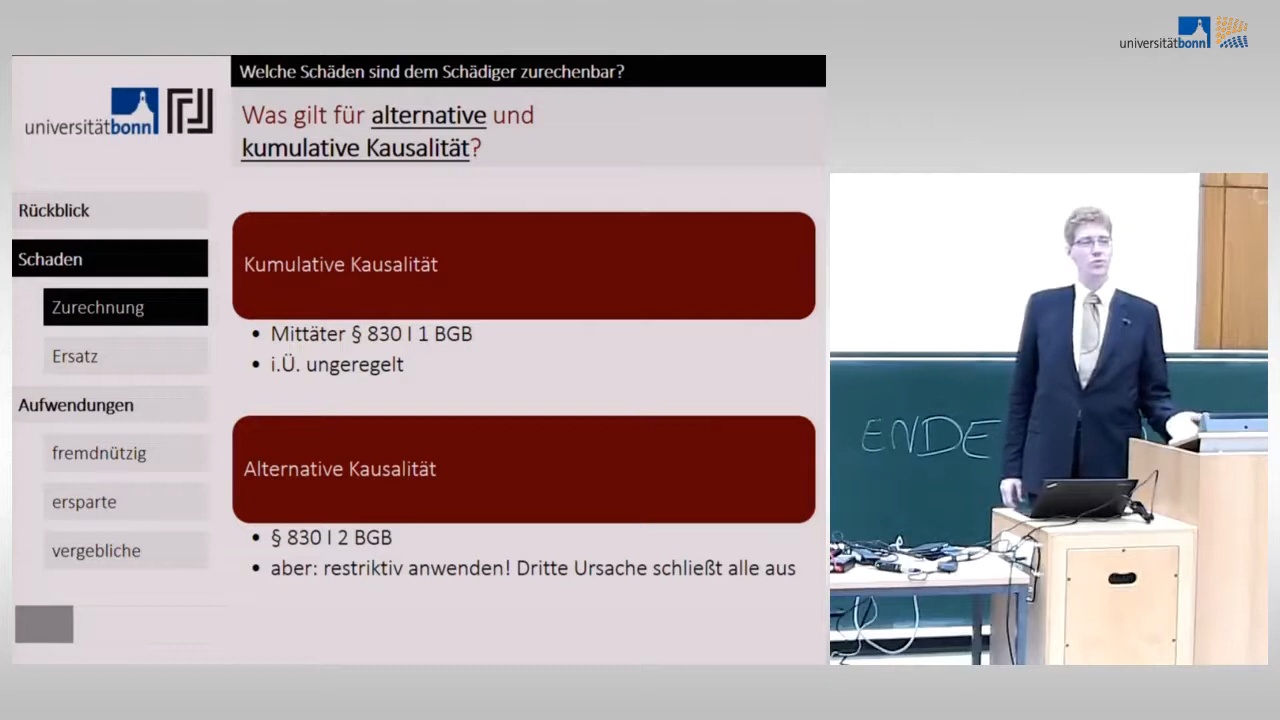 universitätbonn
Welche Schäden sind dem Schädiger zurechenbar?
universitätbonn
Was gilt für alternative und
kumulative Kausalität?
Rückblick
Schaden
Zurechnung
Ersatz
Aufwendungen
fremdnützig
ersparte
vergebliche
Kumulative Kausalität
• Mittäter § 830 I 1 BGB
• i.Ü. ungeregelt
Alternative Kausalität
• § 830 I 2 BGB
• aber: restriktiv anwenden! Dritte Ursache schließt alle aus
ENDE